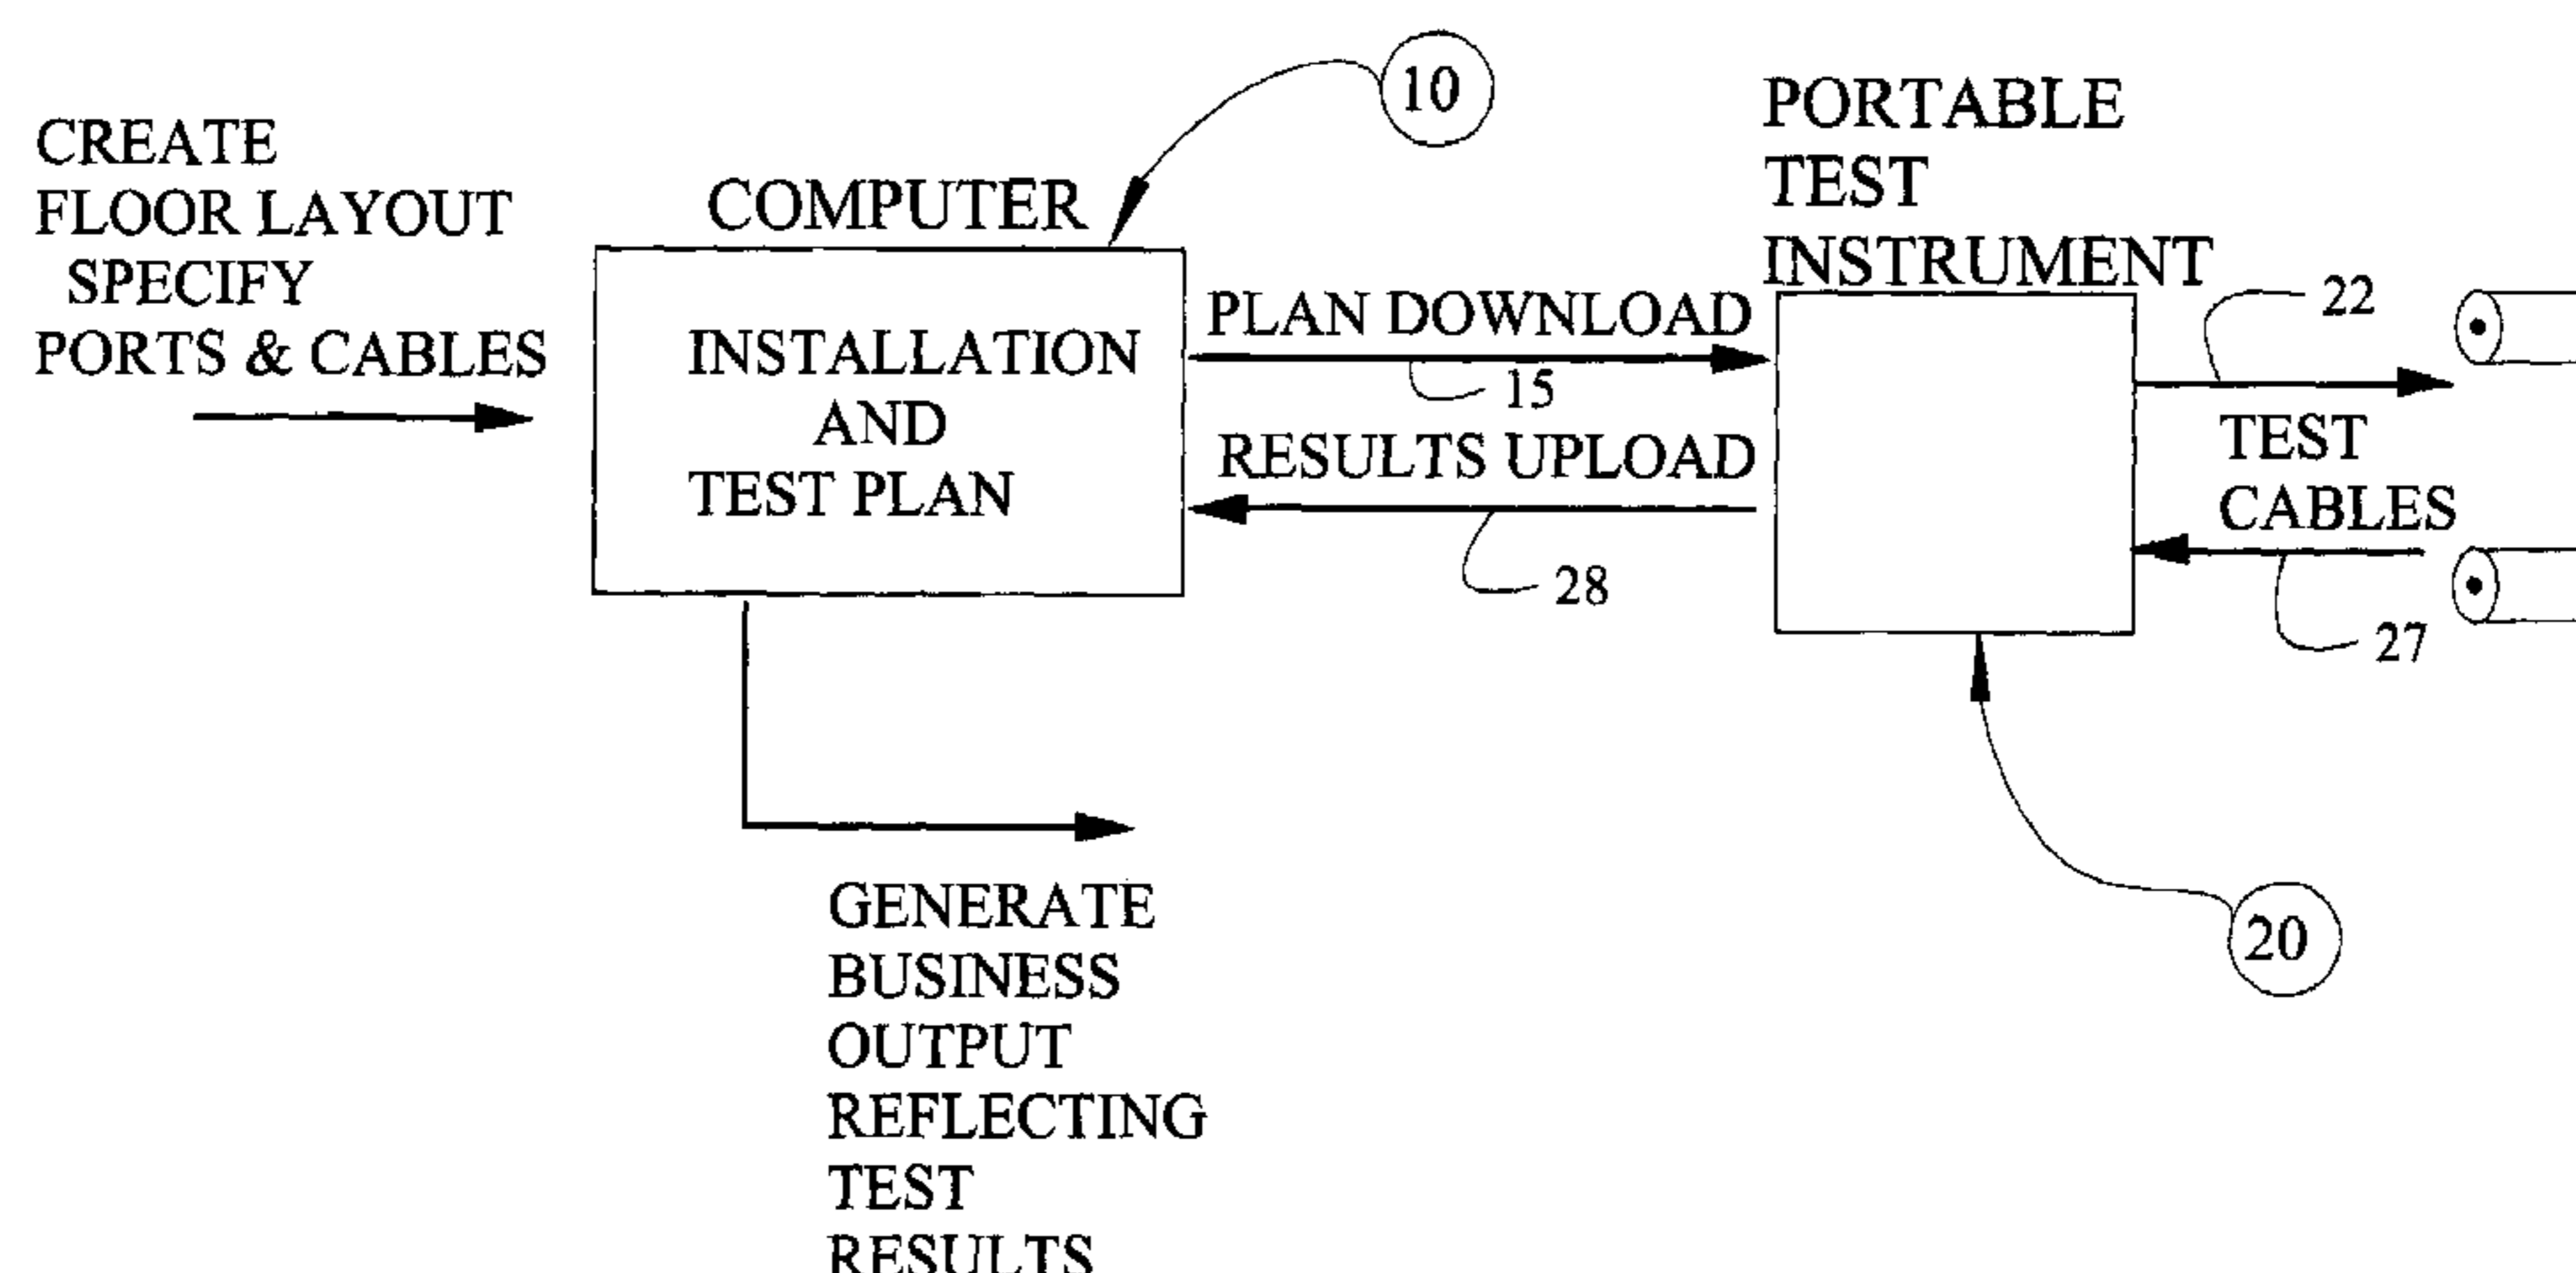 CREATE
FLOOR LAYOUT
SPECIFY
PORTS & CABLES
COMPUTER
10
INSTALLATION
AND
TEST PLAN
PLAN DOWNLOAD
15
RESULTS UPLOAD
28
PORTABLE
TEST
INSTRUMENT
22
TEST
CABLES
27
20
GENERATE
BUSINESS
OUTPUT
REFLECTING
TEST
RESULTS